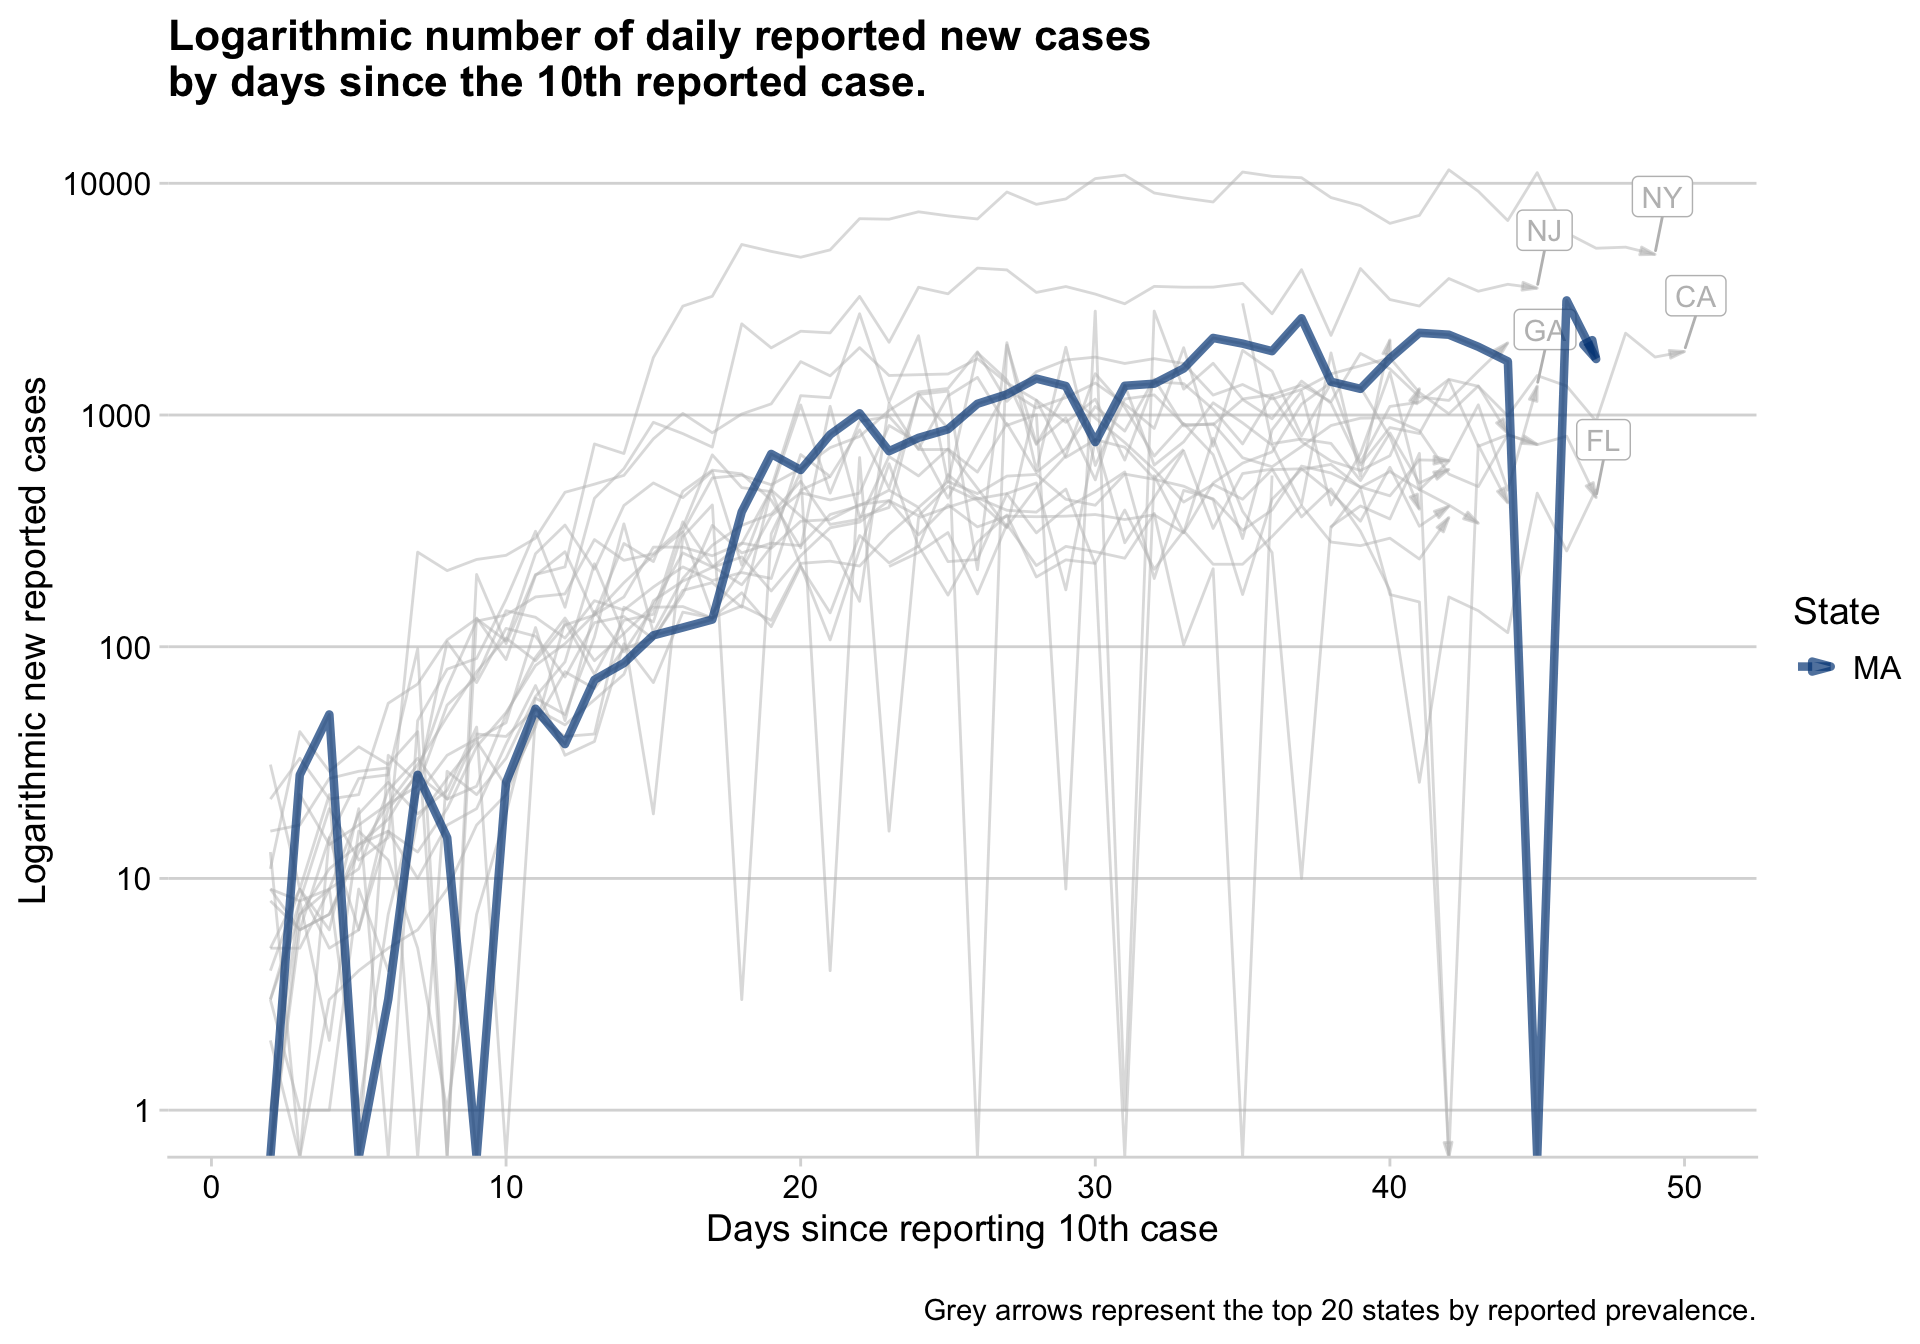 Logarithmic number of daily reported new cases
by days since the 10th reported case.
10000
1000
100
10
1
Logarithmic new reported cases
NY
NJ
CA
GA
FL
State
MA
0 10 20 30 40 50
Days since reporting 10th case
Grey arrows represent the top 20 states by reported prevalence.